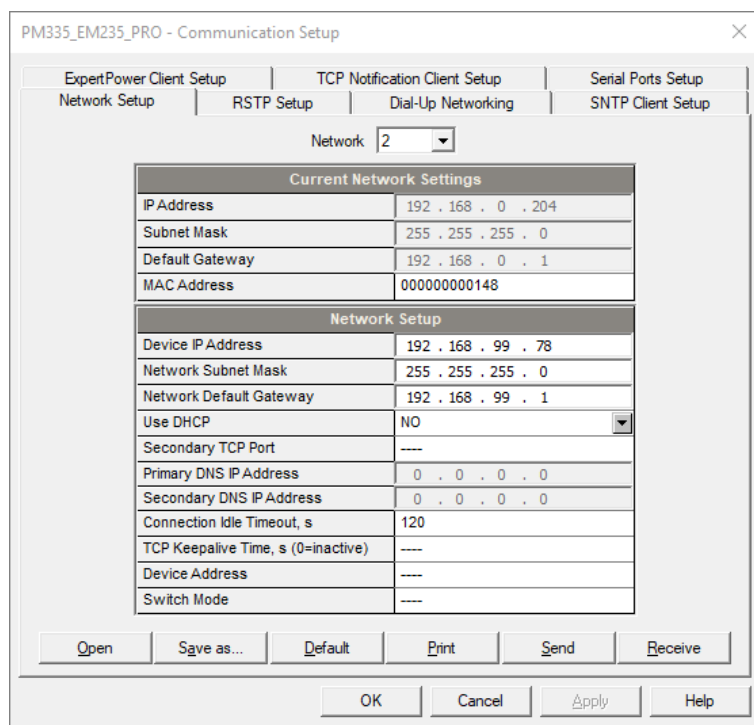 PM335_EM235_PRO - Communication Setup
ExpertPower Client Setup TCP Notification Client Setup Serial Ports Setup
Network Setup RSTP Setup Dial-Up Networking SNTP Client Setup
Network 2
Current Network Settings
IP Address 192 . 168 . 0 . 204
Subnet Mask 255 . 255 . 255 . 0
Default Gateway 192 . 168 . 0 . 1
MAC Address 000000000148
Network Setup
Device IP Address 192 . 168 . 99 . 78
Network Subnet Mask 255 . 255 . 255 . 0
Network Default Gateway 192 . 168 . 99 . 1
Use DHCP NO
Secondary TCP Port ----
Primary DNS IP Address 0 . 0 . 0 . 0
Secondary DNS IP Address 0 . 0 . 0 . 0
Connection Idle Timeout, s 120
TCP Keepalive Time, s (0=inactive) ----
Device Address ----
Switch Mode ----
Open Save as... Default Print Send Receive
OK Cancel Apply Help